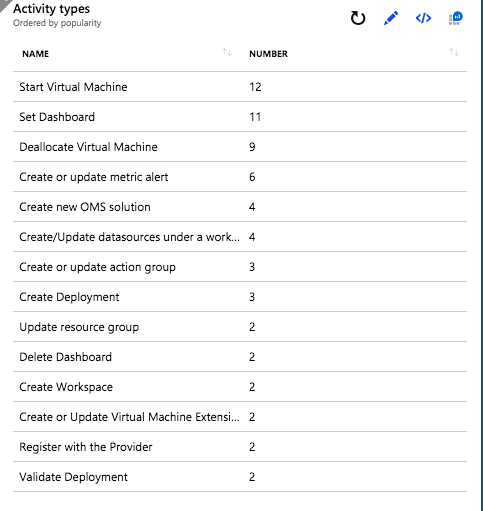 Activity types
Ordered by popularity
NAME NUMBER
Start Virtual Machine 12
Set Dashboard 11
Deallocate Virtual Machine 9
Create or update metric alert 6
Create new OMS solution 4
Create/Update datasources under a work... 4
Create or update action group 3
Create Deployment 3
Update resource group 2
Delete Dashboard 2
Create Workspace 2
Create or Update Virtual Machine Extensi... 2
Register with the Provider 2
Validate Deployment 2